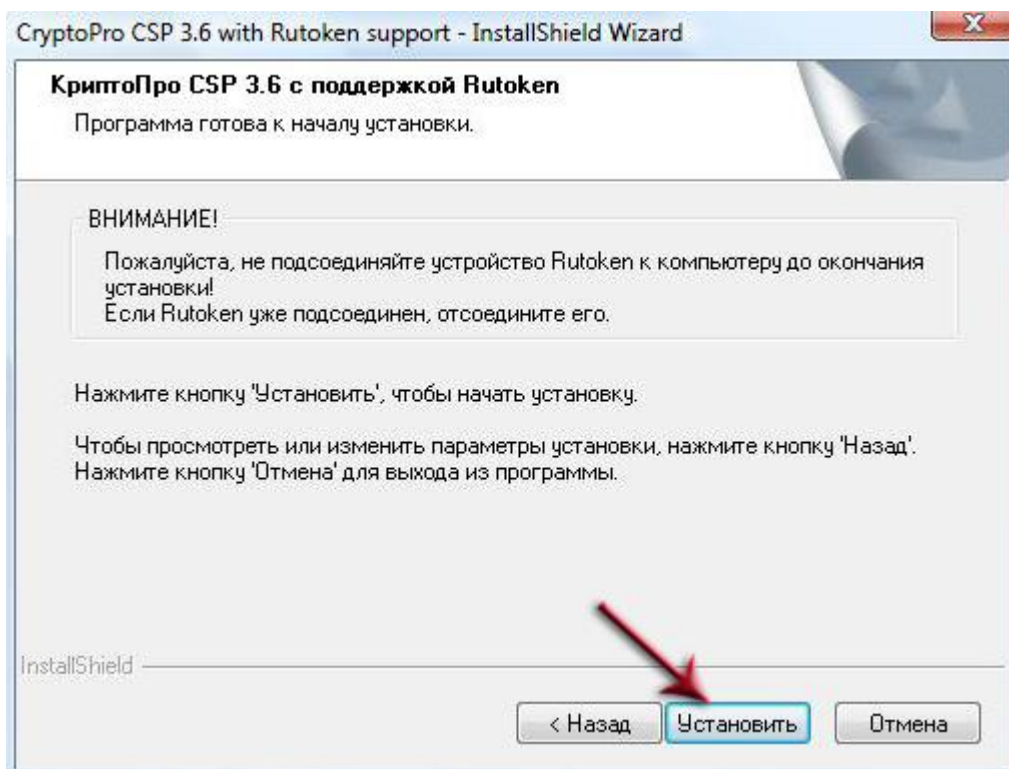 CryptoPro CSP 3.6 with Rutoken support - InstallShield Wizard
КриптоПро CSP 3.6 с поддержкой Rutoken
Программа готова к началу установки.
ВНИМАНИЕ!
Пожалуйста, не подсоединяйте устройство Rutoken к компьютеру до окончания
установки!
Если Rutoken уже подсоединен, отсоедините его.
Нажмите кнопку 'Установить', чтобы начать установку.
Чтобы просмотреть или изменить параметры установки, нажмите кнопку 'Назад'.
Нажмите кнопку 'Отмена' для выхода из программы.
InstallShield
< Назад Установить Отмена